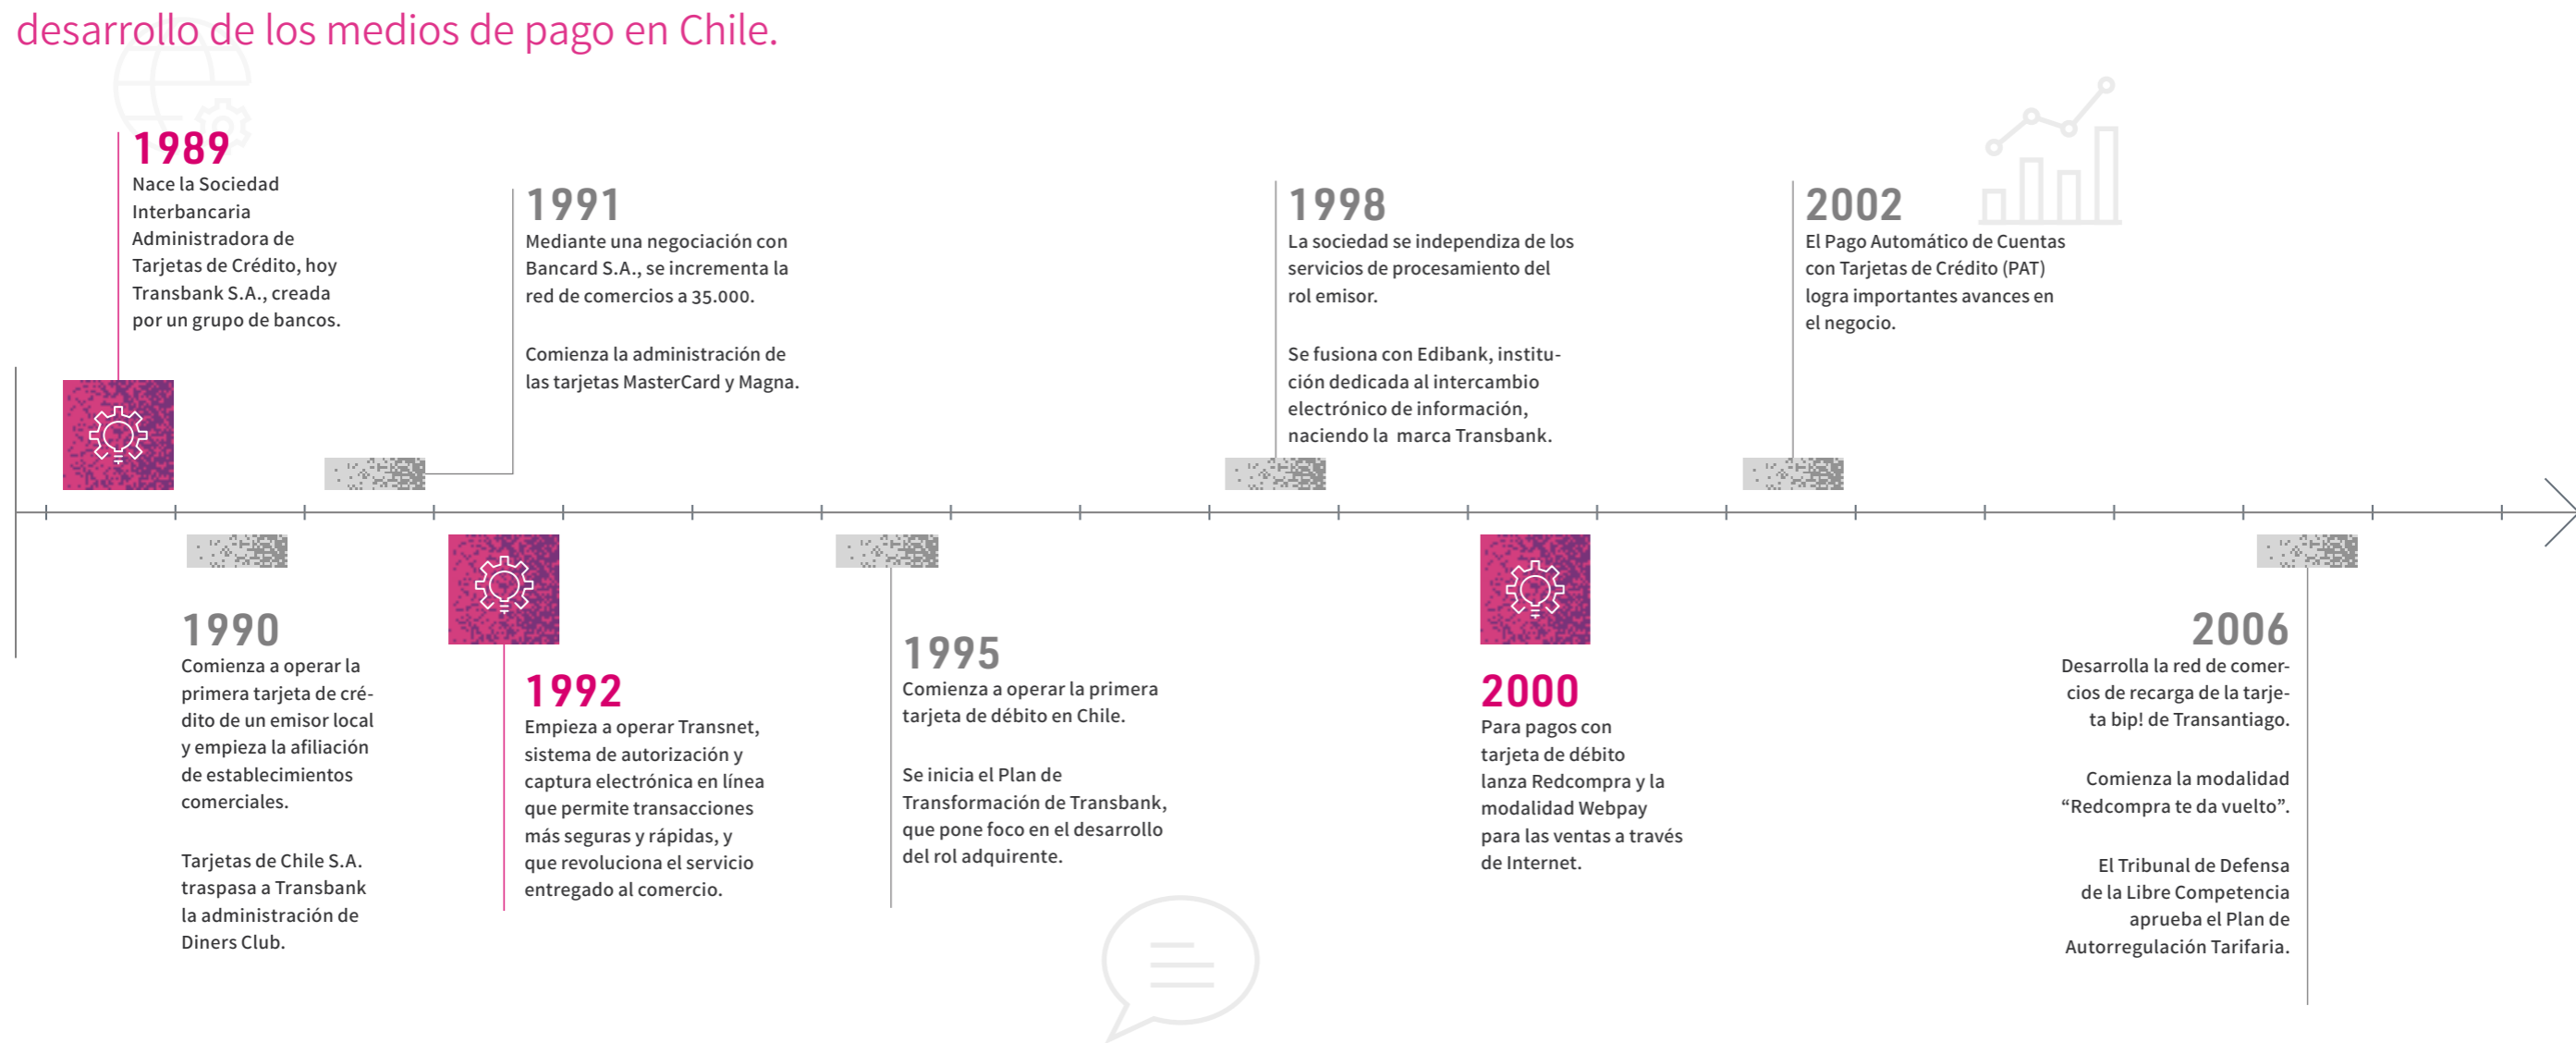 desarrollo de los medios de pago en Chile.
1989
Nace la Sociedad
Interbancaria
Administradora de
Tarjetas de Crédito, hoy
Transbank S.A., creada
por un grupo de bancos.
1990
Comienza a operar la
primera tarjeta de cré-
dito de un emisor local
y empieza la afiliación
de establecimientos
comerciales.
Tarjetas de Chile S.A.
traspasa a Transbank
la administración de
Diners Club.
1991
Mediante una negociación con
Bancard S.A., se incrementa la
red de comercios a 35.000.
Comienza la administración de
las tarjetas MasterCard y Magna.
1992
Empieza a operar Transnet,
sistema de autorización y
captura electrónica en línea
que permite transacciones
más seguras y rápidas, y
que revoluciona el servicio
entregado al comercio.
1995
Comienza a operar la primera
tarjeta de débito en Chile.
Se inicia el Plan de
Transformación de Transbank,
que pone foco en el desarrollo
del rol adquirente.
1998
La sociedad se independiza de los
servicios de procesamiento del
rol emisor.
Se fusiona con Edibank, institu-
ción dedicada al intercambio
electrónico de información,
naciendo la marca Transbank.
2000
Para pagos con
tarjeta de débito
lanza Redcompra y la
modalidad Webpay
para las ventas a través
de Internet.
2002
El Pago Automático de Cuentas
con Tarjetas de Crédito (PAT)
logra importantes avances en
el negocio.
2006
Desarrolla la red de comer-
cios de recarga de la tarje-
ta bip! de Transantiago.
Comienza la modalidad
“Redcompra te da vuelto”.
El Tribunal de Defensa
de la Libre Competencia
aprueba el Plan de
Autorregulación Tarifaria.